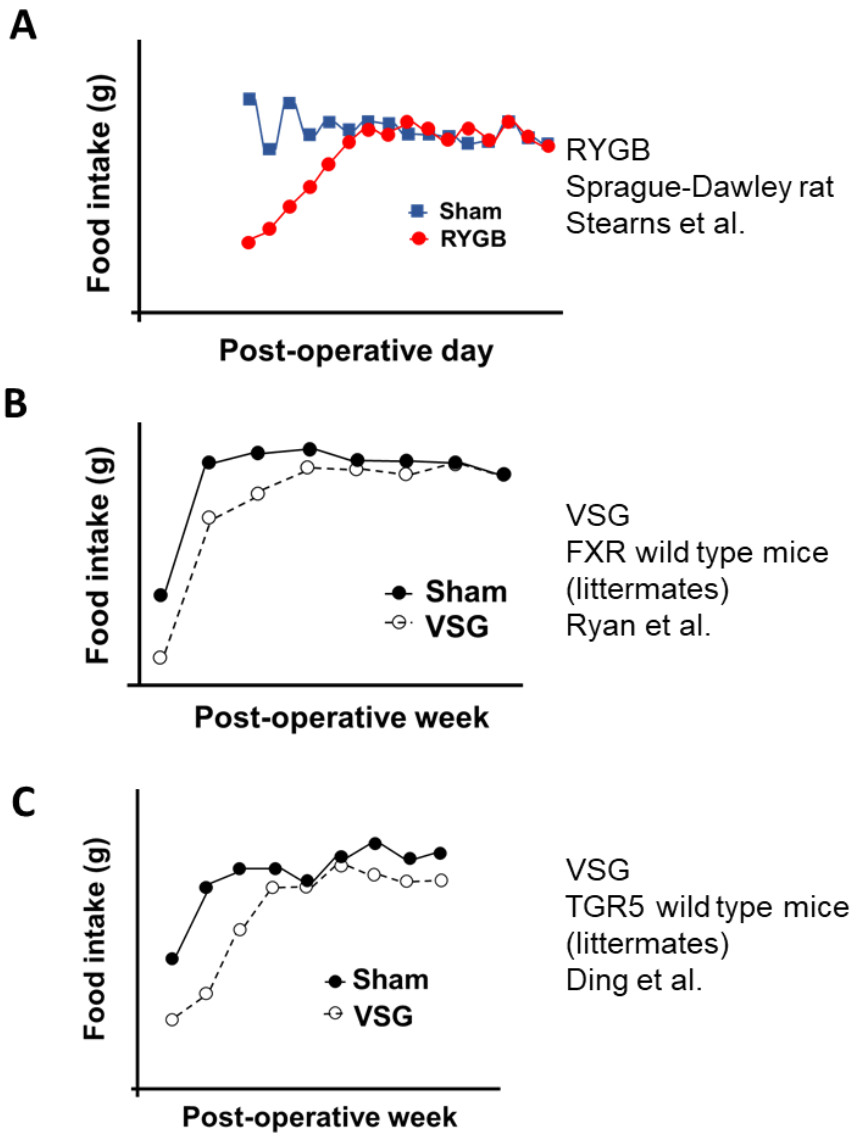 A
Food intake (g)
Sham
RYGB
Post-operative day
RYGB
Sprague-Dawley rat
Stearns et al.
B
Food intake (g)
Sham
VSG
Post-operative week
VSG
FXR wild type mice
(littermates)
Ryan et al.
C
Food intake (g)
Sham
VSG
Post-operative week
VSG
TGR5 wild type mice
(littermates)
Ding et al.